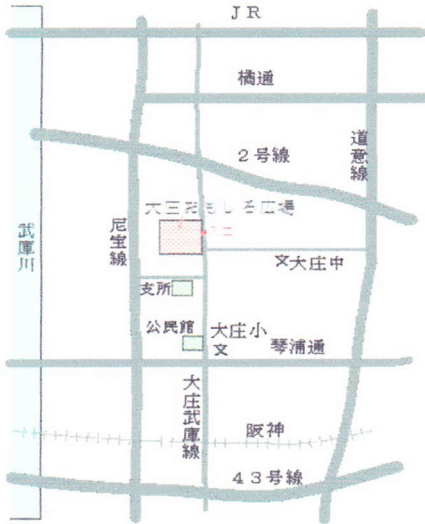 JR
橘通
道意線
2号線
大庄おもしろ広場
入口
尼宝線
武庫川
文大庄中
支所
公民館
大庄小
文
琴浦通
大庄武庫線
阪神
43号線